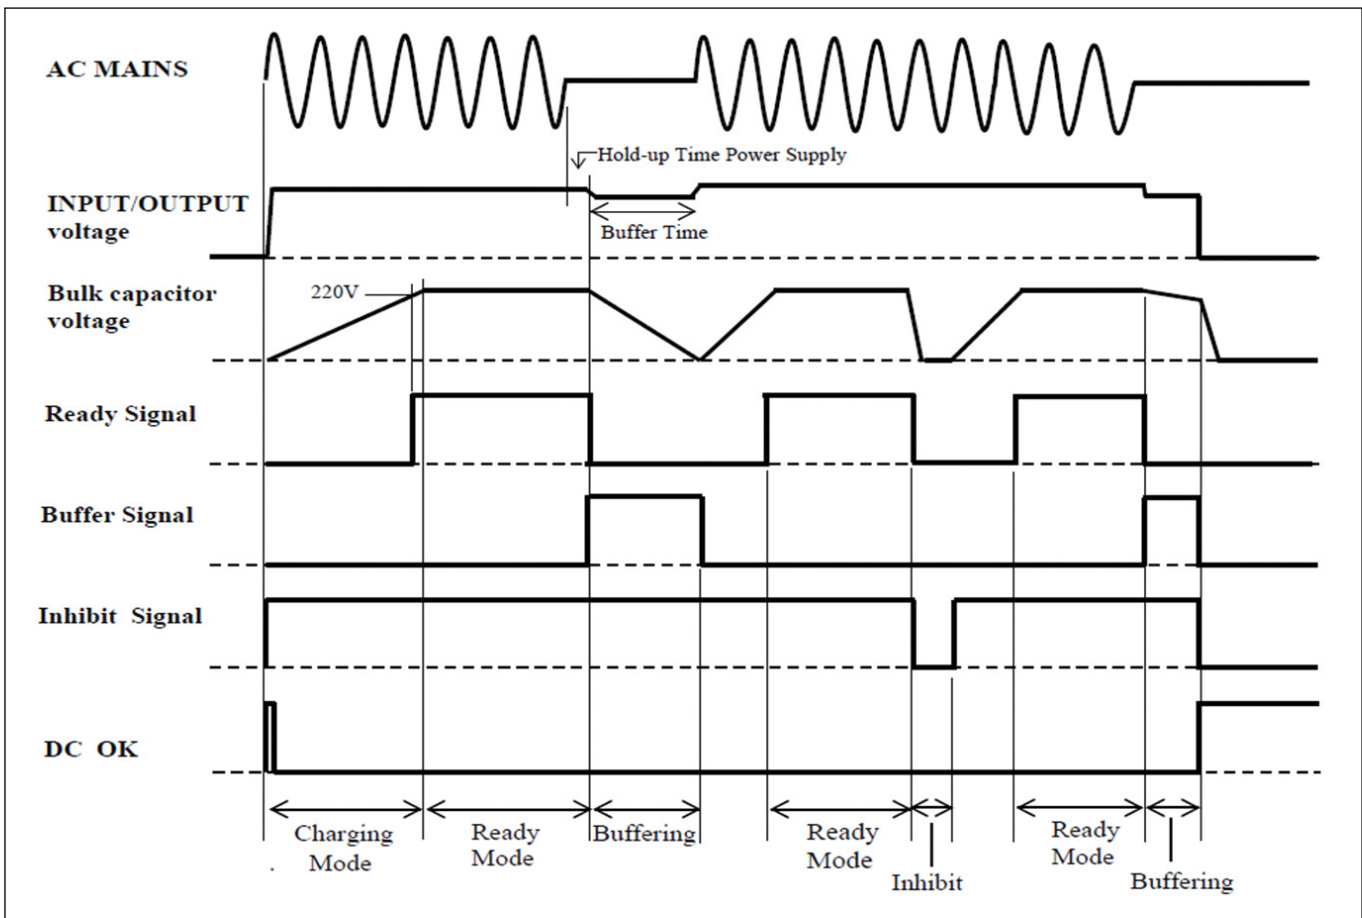 AC MAINS
Hold-up Time Power Supply
INPUT/OUTPUT
voltage
Buffer Time
Bulk capacitor
voltage
220V
Ready Signal
Buffer Signal
Inhibit Signal
DC OK
Charging
Mode
Ready
Mode
Buffering
Ready
Mode
Inhibit
Ready
Mode
Buffering